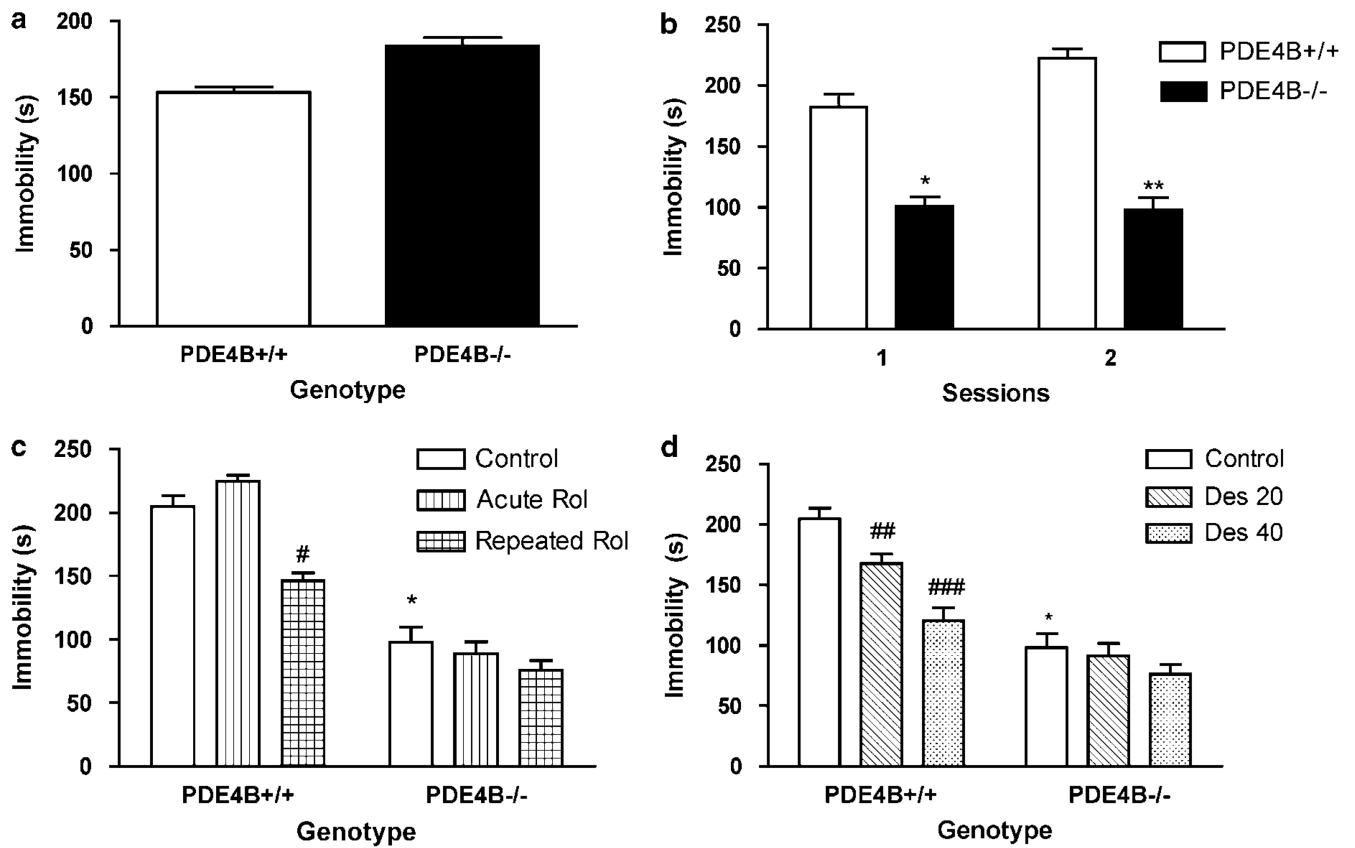 a
200
150
100
50
0
Immobility (s)
PDE4B+/+
PDE4B-/-
Genotype
b
250
200
150
100
50
0
Immobility (s)
PDE4B+/+
PDE4B-/-
*
**
1
2
Sessions
c
250
200
150
100
50
0
Immobility (s)
Control
Acute Rol
Repeated Rol
#
*
PDE4B+/+
PDE4B-/-
Genotype
d
250
200
150
100
50
0
Immobility (s)
Control
Des 20
Des 40
##
###
*
PDE4B+/+
PDE4B-/-
Genotype